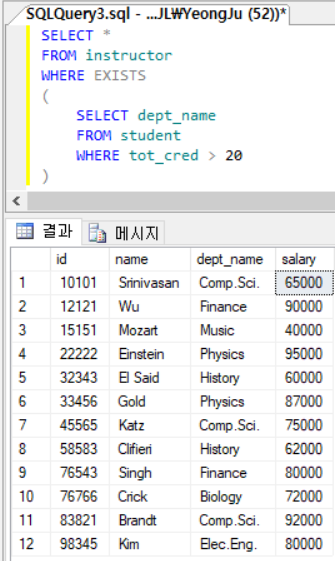 SQLQuery3.sql - ...JL₩YeongJu (52))*
SELECT *
FROM instructor
WHERE EXISTS
(
SELECT dept_name
FROM student
WHERE tot_cred > 20
)
결과 메시지
id name dept_name salary
1 10101 Srinivasan Comp.Sci. 65000
2 12121 Wu Finance 90000
3 15151 Mozart Music 40000
4 22222 Einstein Physics 95000
5 32343 El Said History 60000
6 33456 Gold Physics 87000
7 45565 Katz Comp.Sci. 75000
8 58583 Clifieri History 62000
9 76543 Singh Finance 80000
10 76766 Crick Biology 72000
11 83821 Brandt Comp.Sci. 92000
12 98345 Kim Elec.Eng. 80000